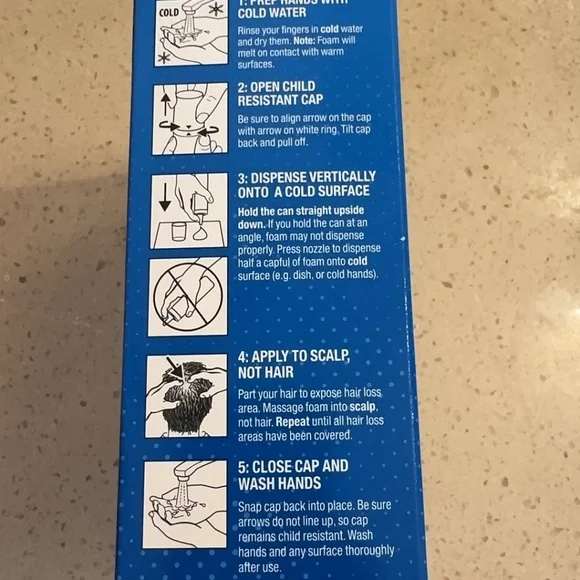 1: PREP HANDS WITH
COLD WATER
COLD
Rinse your fingers in cold water
and dry them. Note: Foam will
melt on contact with warm
surfaces.
2: OPEN CHILD
RESISTANT CAP
Be sure to align arrow on the cap
with arrow on white ring. Tilt cap
back and pull off.
3: DISPENSE VERTICALLY
ONTO A COLD SURFACE
Hold the can straight upside
down. If you hold the can at an
angle, foam may not dispense
properly. Press nozzle to dispense
half a capful of foam onto cold
surface (e.g. dish, or cold hands).
4: APPLY TO SCALP,
NOT HAIR
Part your hair to expose hair loss
area. Massage foam into scalp,
not hair. Repeat until all hair loss
areas have been covered.
5: CLOSE CAP AND
WASH HANDS
Snap cap back into place. Be sure
arrows do not line up, so cap
remains child resistant. Wash
hands and any surface thoroughly
after use.